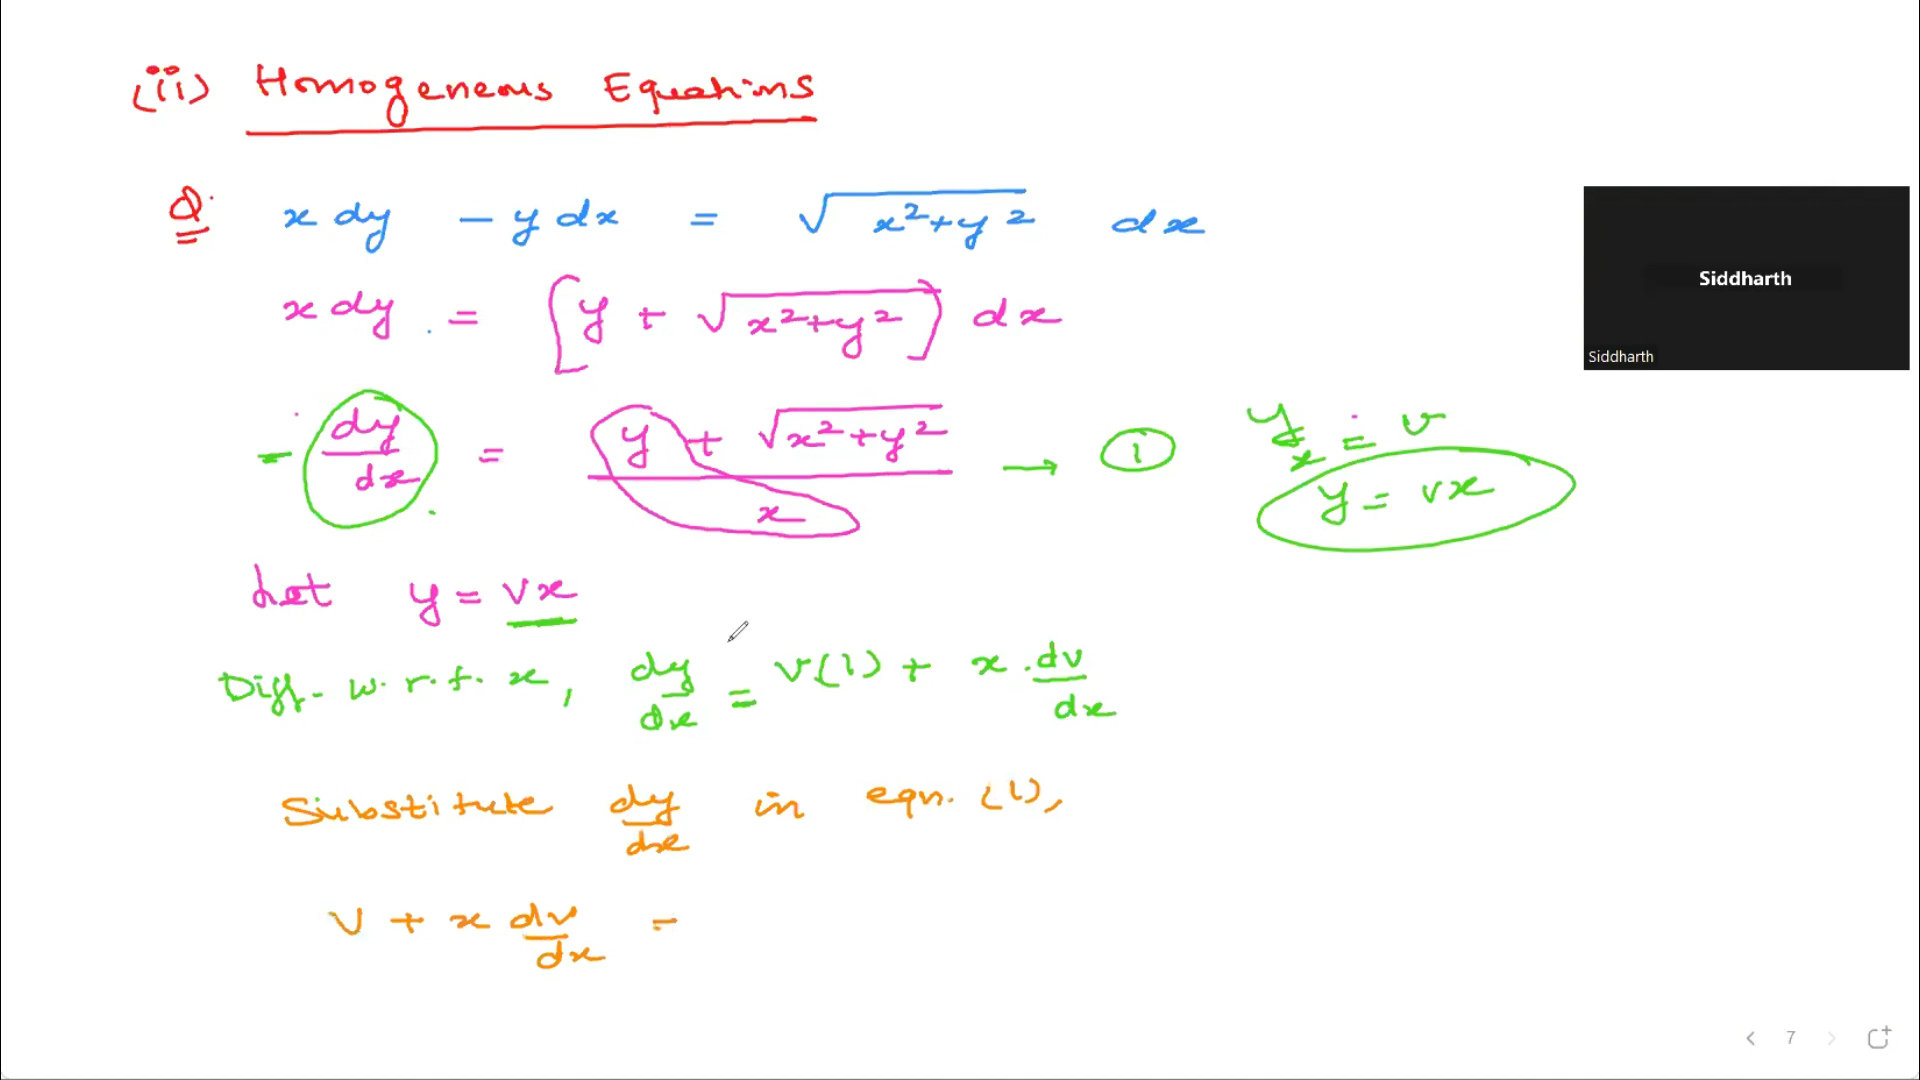 (ii) Homogeneous Equations
Q. x dy - y dx = √(x²+y²) dx
x dy = [y + √(x²+y²)] dx
Siddharth
Siddharth
- dy/dx = (y + √(x²+y²))/x → ①
y/x = v
y = vx
Let y = vx
Diff. w.r.t. x, dy/dx = v(1) + x . dv/dx
Substitute dy/dx in eqn. (1),
v + x dv/dx =
7